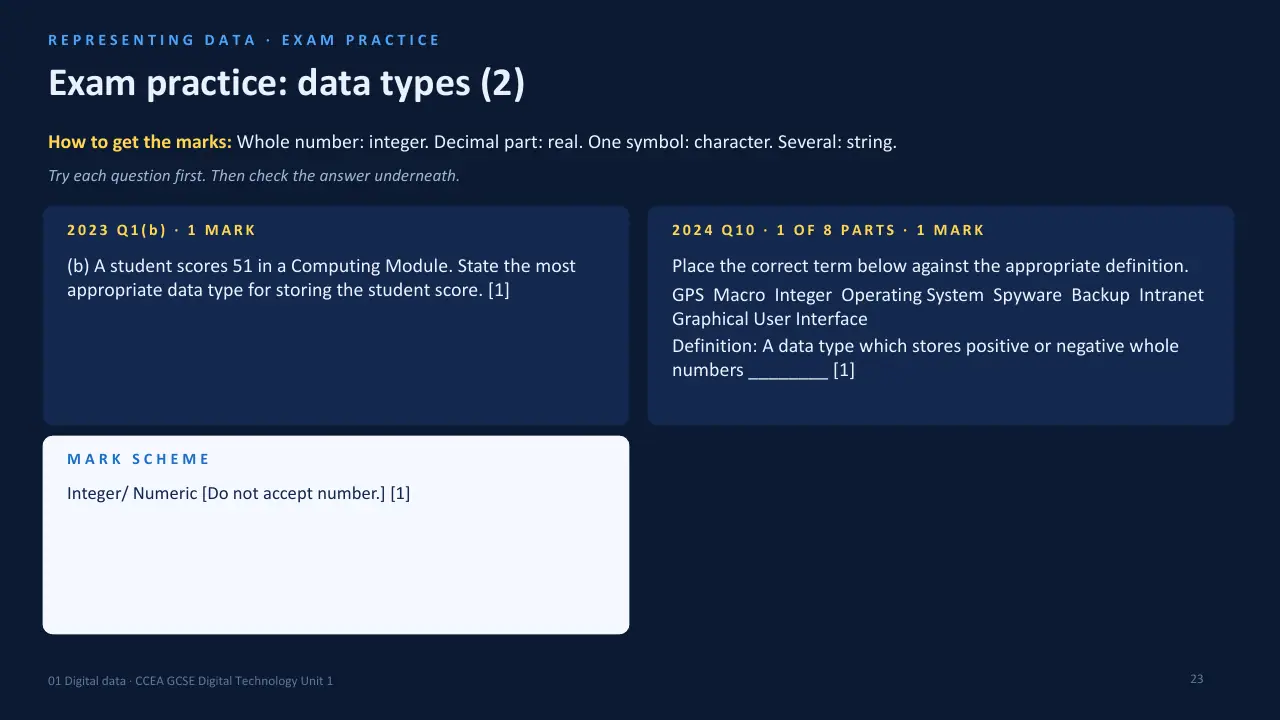 REPRESENTING DATA · EXAM PRACTICE
Exam practice: data types (2)
How to get the marks: Whole number: integer. Decimal part: real. One symbol: character. Several: string.
Try each question first. Then check the answer underneath.
2023 Q1(b) · 1 MARK
(b) A student scores 51 in a Computing Module. State the most
appropriate data type for storing the student score. [1]
2024 Q10 · 1 OF 8 PARTS · 1 MARK
Place the correct term below against the appropriate definition.
GPS Macro Integer Operating System Spyware Backup Intranet
Graphical User Interface
Definition: A data type which stores positive or negative whole
numbers ________ [1]
MARK SCHEME
Integer/ Numeric [Do not accept number.] [1]
01 Digital data · CCEA GCSE Digital Technology Unit 1
23